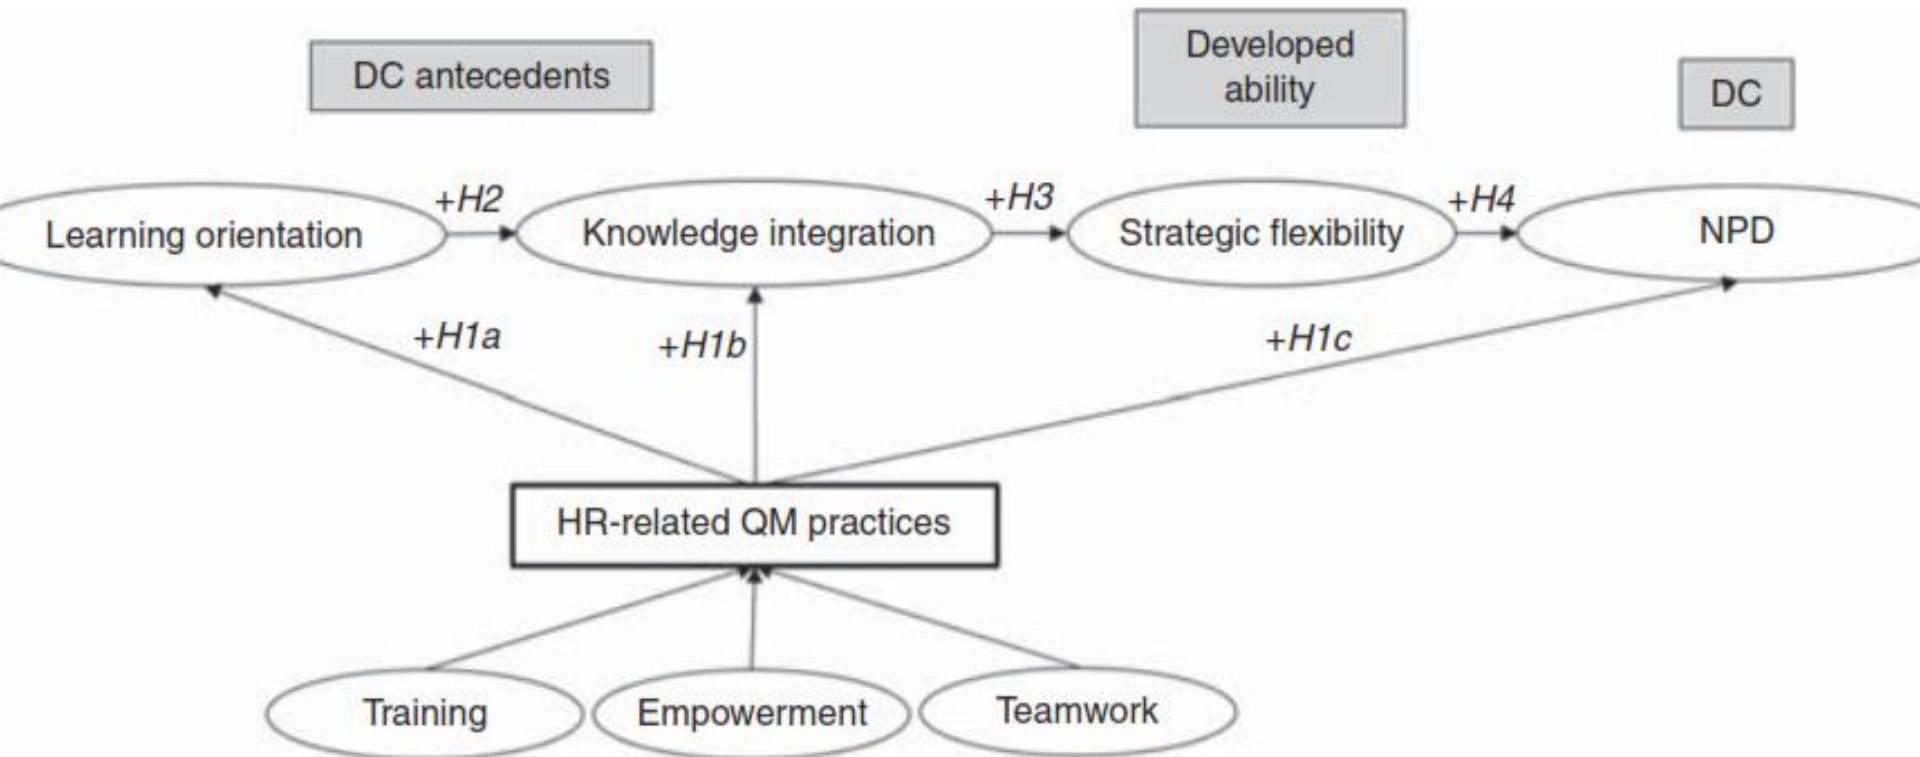 DC antecedents
Developed
ability
DC
Learning orientation
+H2
Knowledge integration
+H3
Strategic flexibility
+H4
NPD
+H1a
+H1b
+H1c
HR-related QM practices
Training
Empowerment
Teamwork